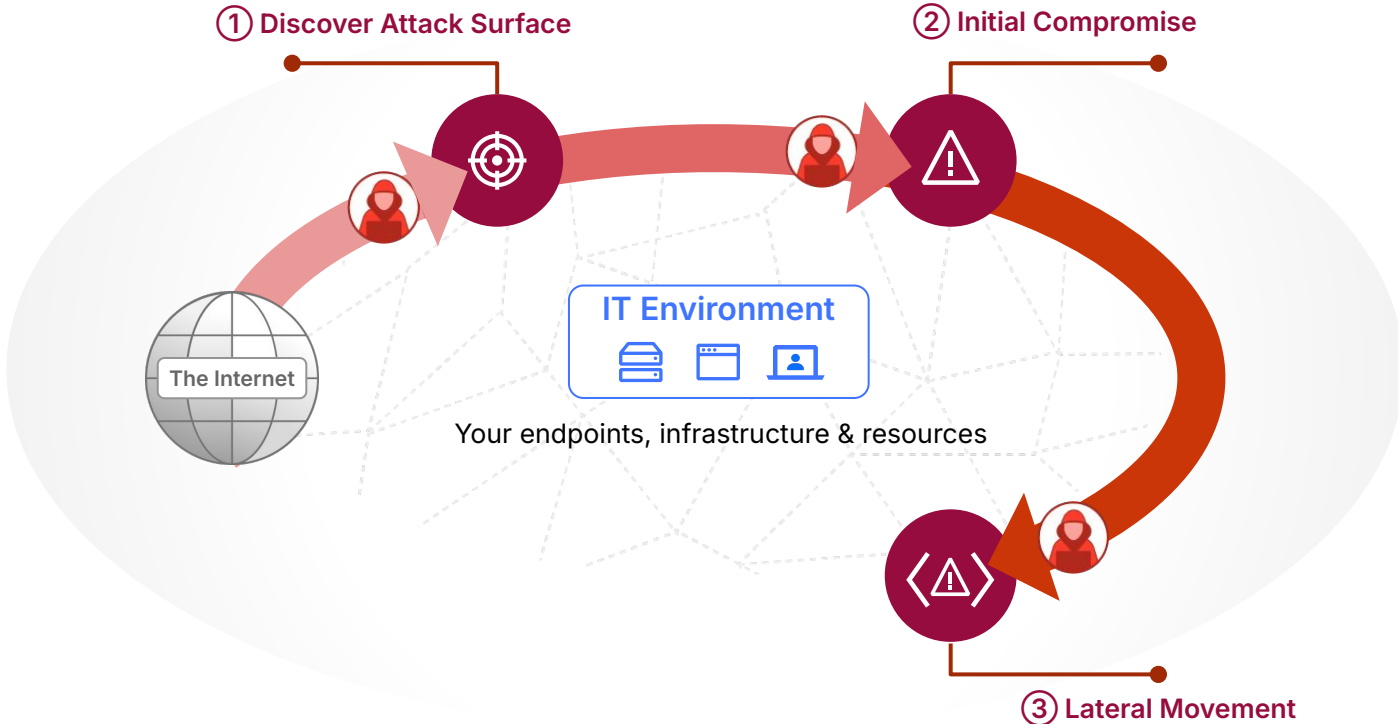 ① Discover Attack Surface
② Initial Compromise
IT Environment
The Internet
Your endpoints, infrastructure & resources
③ Lateral Movement